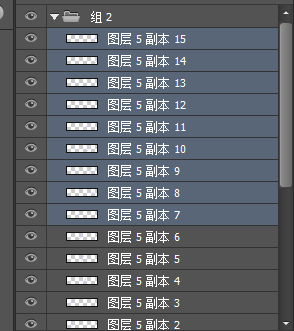 组 2
图层 5 副本 15
图层 5 副本 14
图层 5 副本 13
图层 5 副本 12
图层 5 副本 11
图层 5 副本 10
图层 5 副本 9
图层 5 副本 8
图层 5 副本 7
图层 5 副本 6
图层 5 副本 5
图层 5 副本 4
图层 5 副本 3
图层 5 副本 2